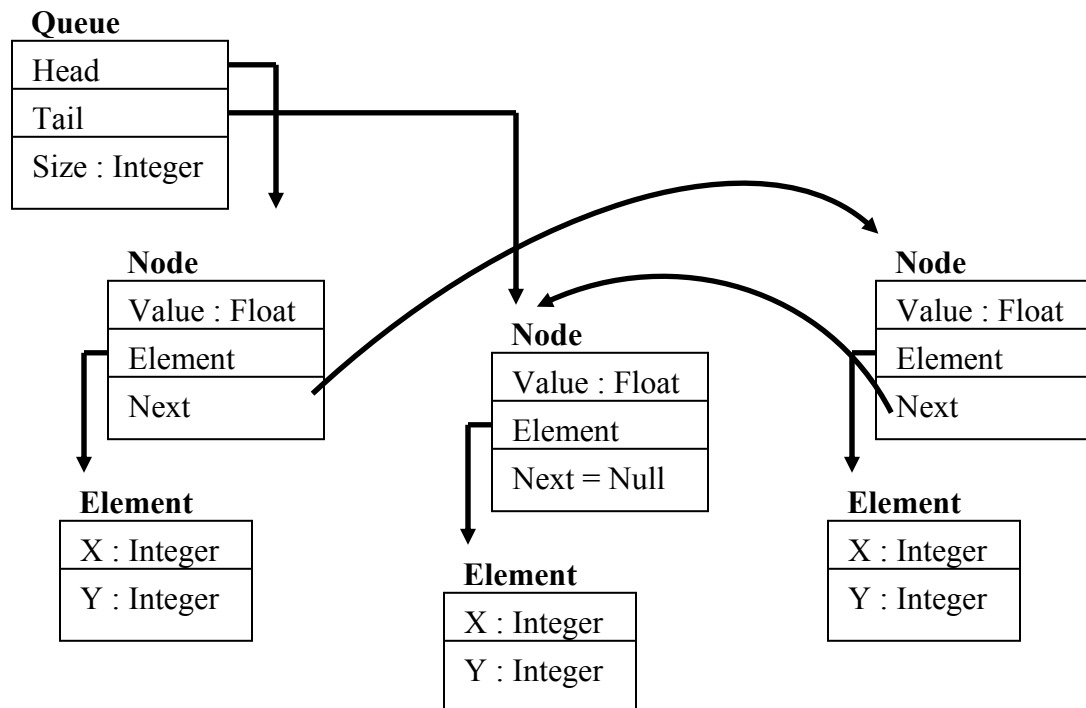 Queue
Head
Tail
Size : Integer
Node
Value : Float
Element
Next
Node
Value : Float
Element
Next = Null
Node
Value : Float
Element
Next
Element
X : Integer
Y : Integer
Element
X : Integer
Y : Integer
Element
X : Integer
Y : Integer